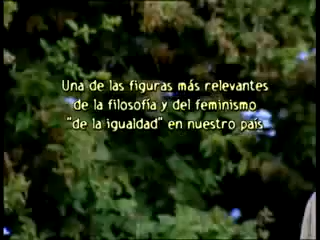 Una de las figuras más relevantes
de la filosofía y del feminismo
"de la igualdad" en nuestro país